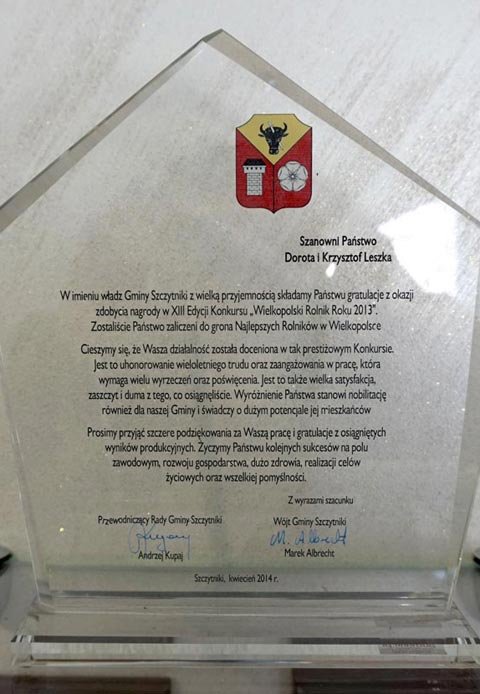 Szanowni Państwo
Dorota i Krzysztof Leszka
W imieniu władz Gminy Szczytniki z wielką przyjemnością składamy Państwu gratulacje z okazji
zdobycia nagrody w XIII Edycji Konkursu „Wielkopolski Rolnik Roku 2013”.
Zostaliście Państwo zaliczeni do grona Najlepszych Rolników w Wielkopolsce
Cieszymy się, że Wasza działalność została doceniona w tak prestiżowym Konkursie.
Jest to uhonorowanie wieloletniego trudu oraz zaangażowania w pracę, która
wymaga wielu wyrzeczeń oraz poświęcenia. Jest to także wielka satysfakcja,
zaszczyt i duma z tego, co osiągnęliście. Wyróżnienie Państwa stanowi nobilitację
również dla naszej Gminy i świadczy o dużym potencjale jej mieszkańców
Prosimy przyjąć szczere podziękowania za Waszą pracę i gratulacje z osiągniętych
wyników produkcyjnych. Życzymy Państwu kolejnych sukcesów na polu
zawodowym, rozwoju gospodarstwa, dużo zdrowia, realizacji celów
życiowych oraz wszelkiej pomyślności.
Z wyrazami szacunku
Przewodniczący Rady Gminy Szczytniki
Wójt Gminy Szczytniki
M. Albrecht
Andrzej Kupaj
Marek Albrecht
Szczytniki, kwiecień 2014 r.